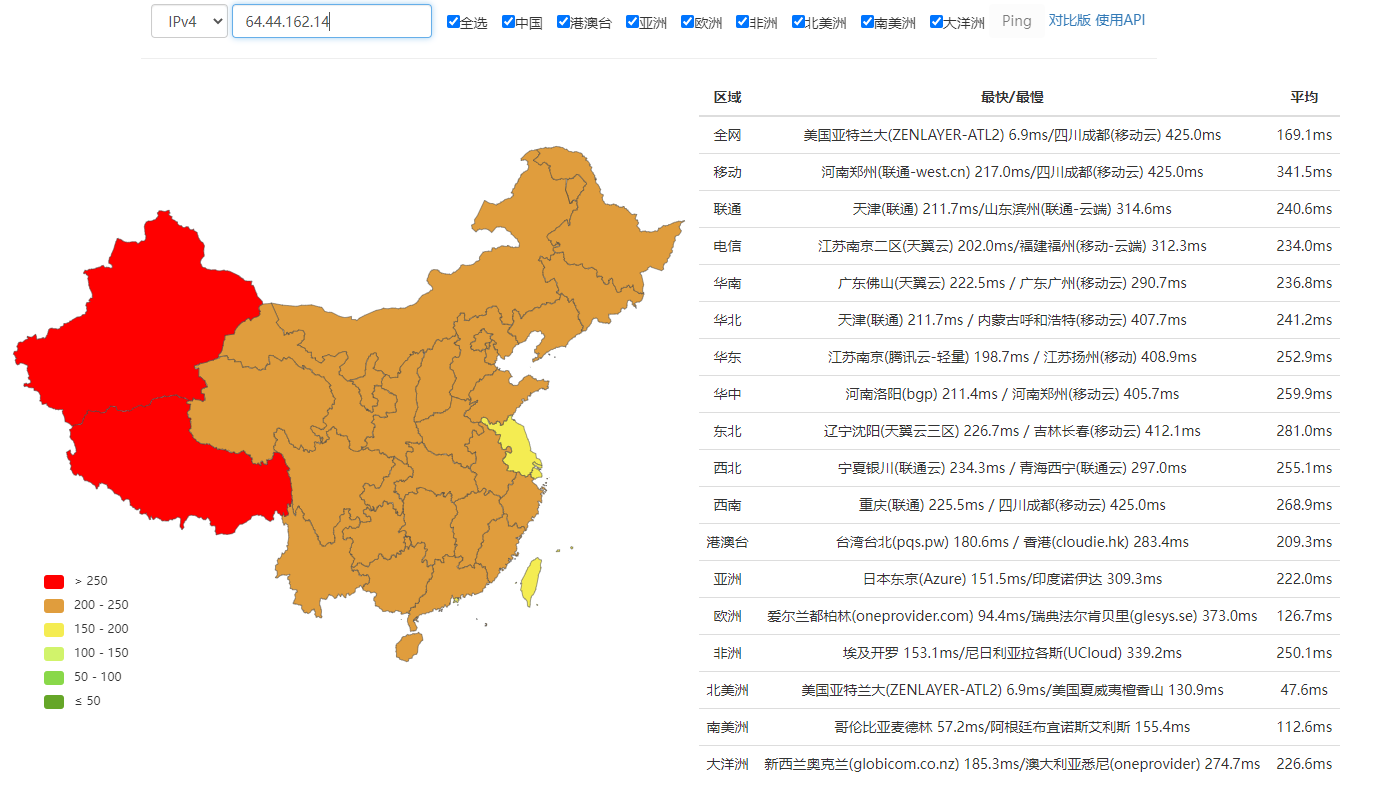 IPv4 64.44.162.14 全选 中国 港澳台 亚洲 欧洲 非洲 北美洲 南美洲 大洋洲 Ping 对比版 使用API
区域 最快/最慢 平均
全网 美国亚特兰大(ZENLAYER-ATL2) 6.9ms/四川成都(移动云) 425.0ms 169.1ms
移动 河南郑州(联通-west.cn) 217.0ms/四川成都(移动云) 425.0ms 341.5ms
联通 天津(联通) 211.7ms/山东滨州(联通-云端) 314.6ms 240.6ms
电信 江苏南京二区(天翼云) 202.0ms/福建福州(移动-云端) 312.3ms 234.0ms
华南 广东佛山(天翼云) 222.5ms / 广东广州(移动云) 290.7ms 236.8ms
华北 天津(联通) 211.7ms / 内蒙古呼和浩特(移动云) 407.7ms 241.2ms
华东 江苏南京(腾讯云-轻量) 198.7ms / 江苏扬州(移动) 408.9ms 252.9ms
华中 河南洛阳(bgp) 211.4ms / 河南郑州(移动云) 405.7ms 259.9ms
东北 辽宁沈阳(天翼云三区) 226.7ms / 吉林长春(移动云) 412.1ms 281.0ms
西北 宁夏银川(联通云) 234.3ms / 青海西宁(联通云) 297.0ms 255.1ms
西南 重庆(联通) 225.5ms / 四川成都(移动云) 425.0ms 268.9ms
港澳台 台湾台北(pqs.pw) 180.6ms / 香港(cloudie.hk) 283.4ms 209.3ms
亚洲 日本东京(Azure) 151.5ms/印度诺伊达 309.3ms 222.0ms
欧洲 爱尔兰都柏林(oneprovider.com) 94.4ms/瑞典法尔肯贝里(glesys.se) 373.0ms 126.7ms
非洲 埃及开罗 153.1ms/尼日利亚拉各斯(UCloud) 339.2ms 250.1ms
北美洲 美国亚特兰大(ZENLAYER-ATL2) 6.9ms/美国夏威夷檀香山 130.9ms 47.6ms
南美洲 哥伦比亚麦德林 57.2ms/阿根廷布宜诺斯艾利斯 155.4ms 112.6ms
大洋洲 新西兰奥克兰(globicom.co.nz) 185.3ms/澳大利亚悉尼(oneprovider) 274.7ms 226.6ms
> 250
200 - 250
150 - 200
100 - 150
50 - 100
≤ 50